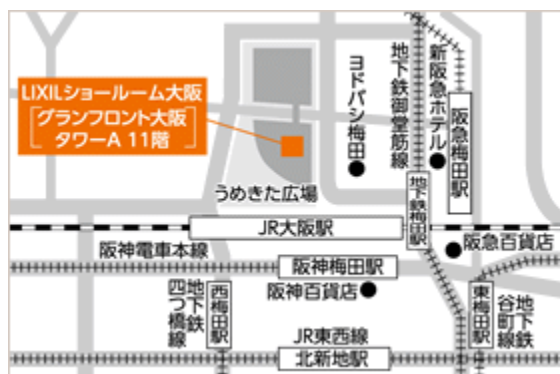 LIXILショールーム大阪
グランフロント大阪
タワーA 11階
ヨドバシ梅田
地下鉄御堂筋線
新阪急ホテル
阪急梅田駅
うめきた広場
地下鉄梅田駅
JR大阪駅
阪神電車本線
阪急百貨店
阪神梅田駅
阪神百貨店
地下鉄
四つ橋線
西梅田駅
東梅田駅
地下鉄
谷町線
JR東西線
北新地駅